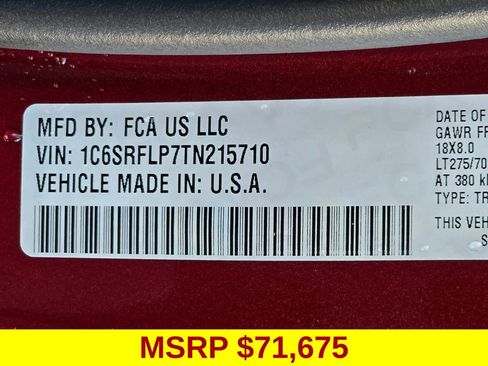 MFD BY: FCA US LLC
VIN: 1C6SRFLP7TN215710
VEHICLE MADE IN: U.S.A.
DATE OF
GAWR FR
18X8.0
LT275/70
AT 380 k
TYPE: TR
THIS VEH
S
MSRP $71,675